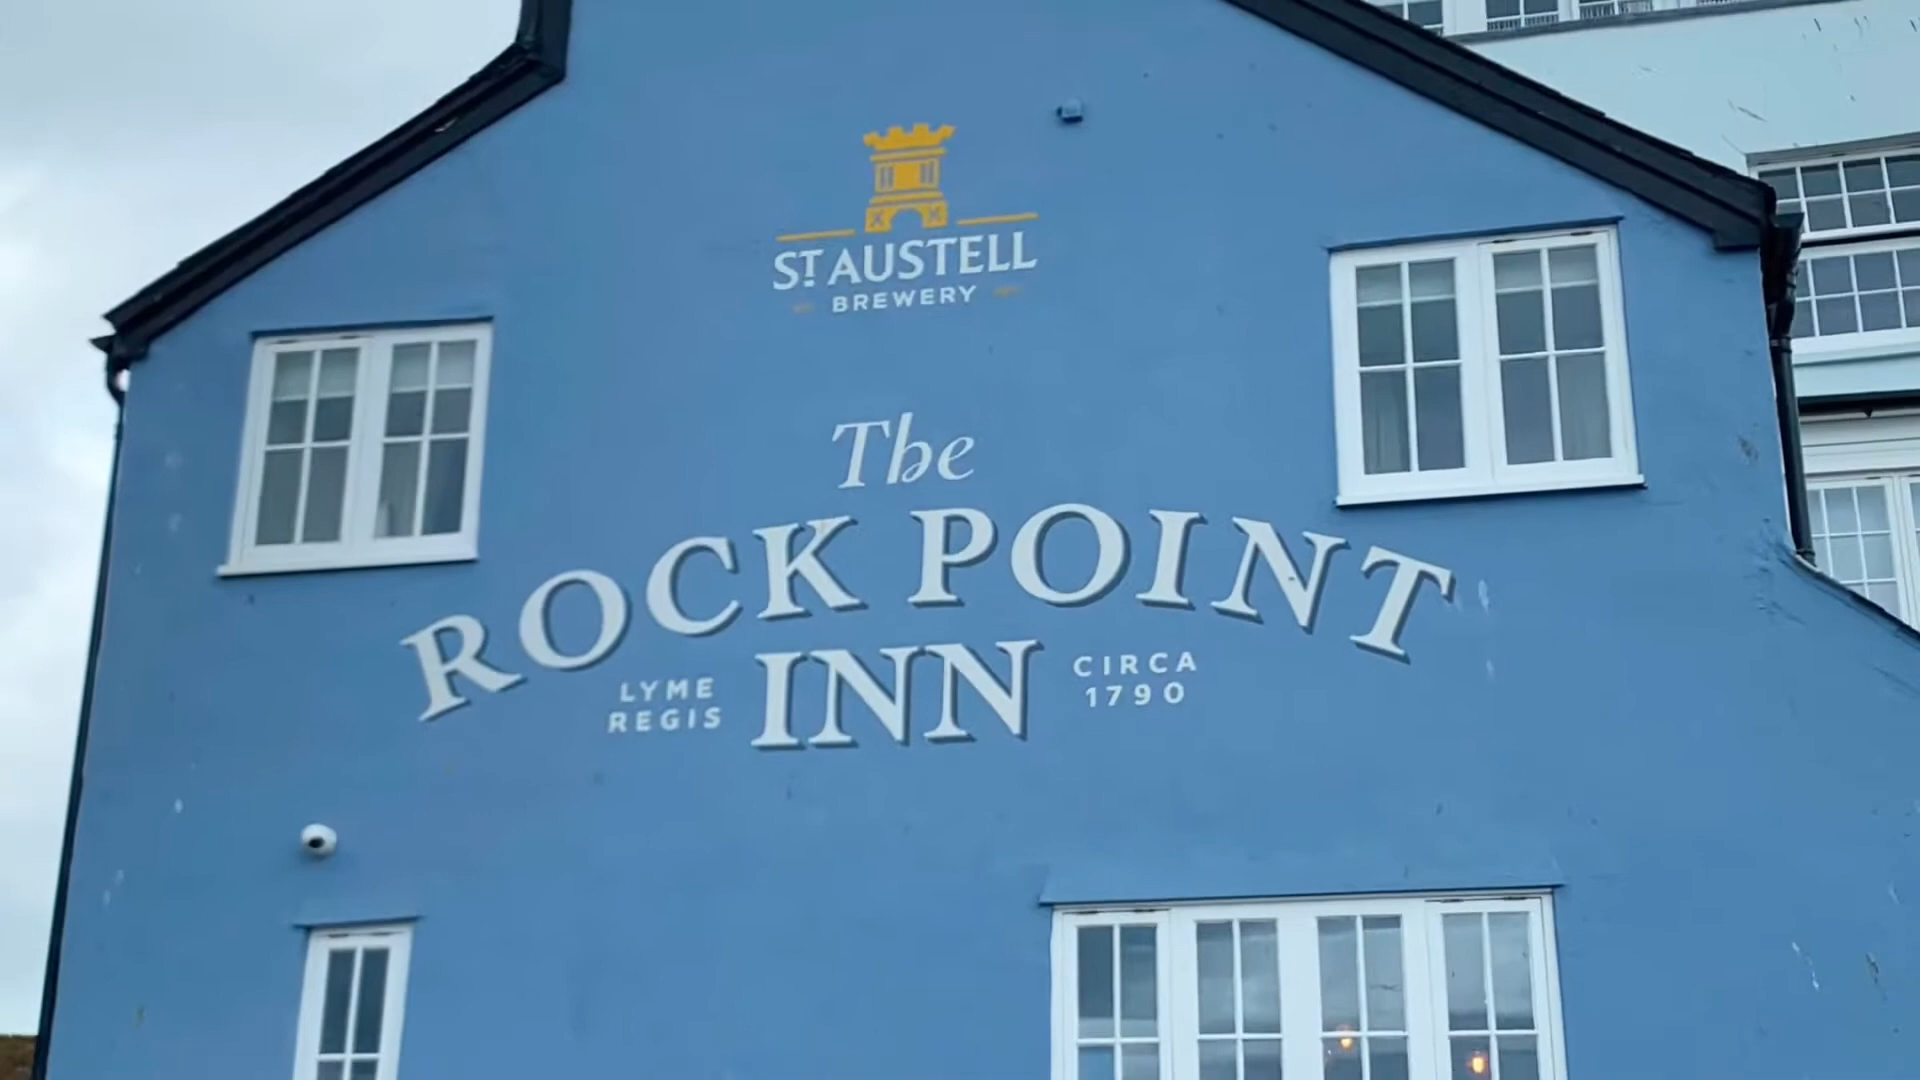 ST AUSTELL
BREWERY
The
ROCK POINT
INN
LYME
REGIS
CIRCA
1790